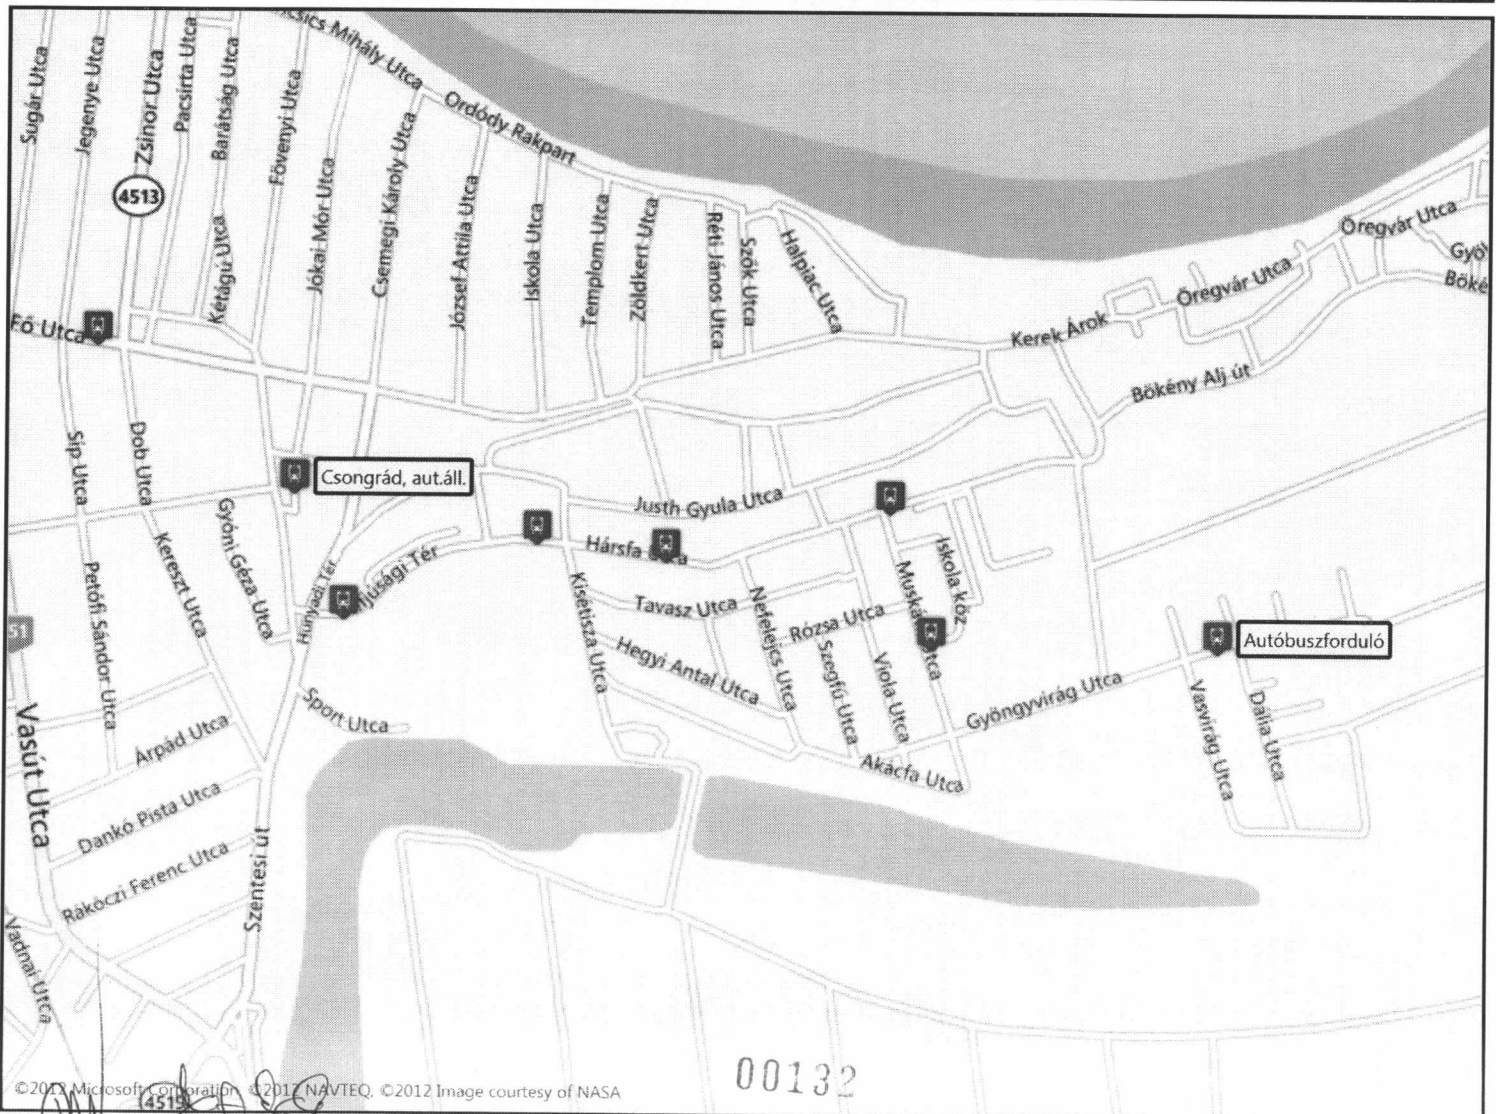 Sugár Utca
Jegenye Utca
Zsinor Utca
Pacsirta Utca
Barátság Utca
Fövenyi Utca
Mihály Utca
Ordódy Rakpart
4513
Kétágú Utca
Jókai Mór Utca
Csemegi Károly Utca
József Attila Utca
Iskola Utca
Templom Utca
Zöldkert Utca
Réti János Utca
Szők Utca
Halpiac Utca
Öregvár Utca
Öregvár Utca
Kerek Árok
Bökény Alj út
Fő Utca
Síp Utca
Dob Utca
Csongrád, aut.áll.
Gyóni Géza Utca
Kereszt Utca
Petőfi Sándor Utca
Hunyadi Tér
Tér
Justh Gyula Utca
Hársfa
Kisétisza Utca
Tavasz Utca
Nefelejcs Utca
Rózsa Utca
Hegyi Antal Utca
Szegfű Utca
Viola Utca
Iskola köz
Gyöngyvirág Utca
Akácfa Utca
Autóbuszforduló
Vasvirág Utca
Dália Utca
51
Vasút Utca
Árpád Utca
Sport Utca
Dankó Pista Utca
Rákóczi Ferenc Utca
Szentesi út
Vadnai Utca
00132
©2012 Microsoft Corporation ©2012 NAVTEQ, ©2012 Image courtesy of NASA